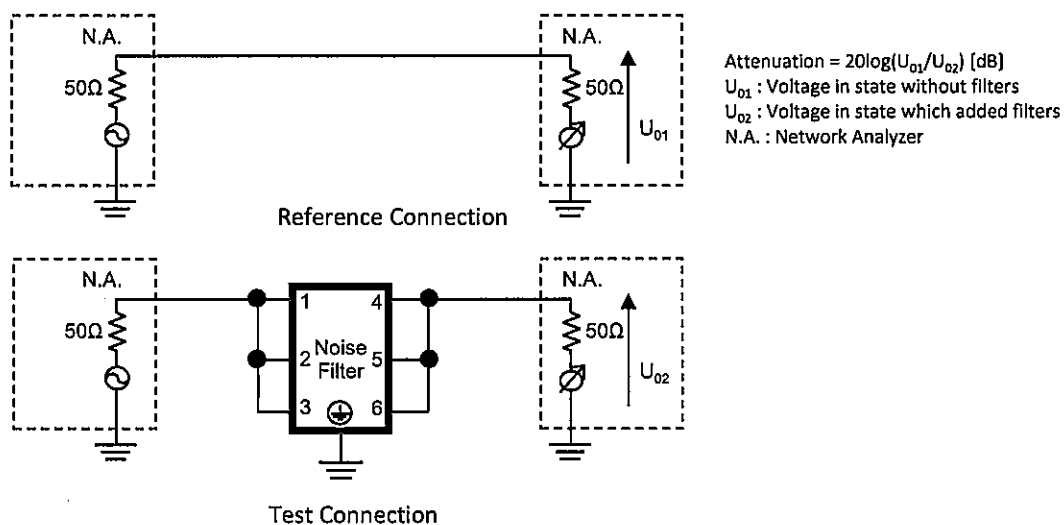 N.A.
50Ω
N.A.
50Ω
U01
Attenuation = 20log(U01/U02) [dB]
U01 : Voltage in state without filters
U02 : Voltage in state which added filters
N.A. : Network Analyzer
Reference Connection
N.A.
50Ω
1 4
2 Noise 5
Filter
3 6
N.A.
50Ω
U02
Test Connection